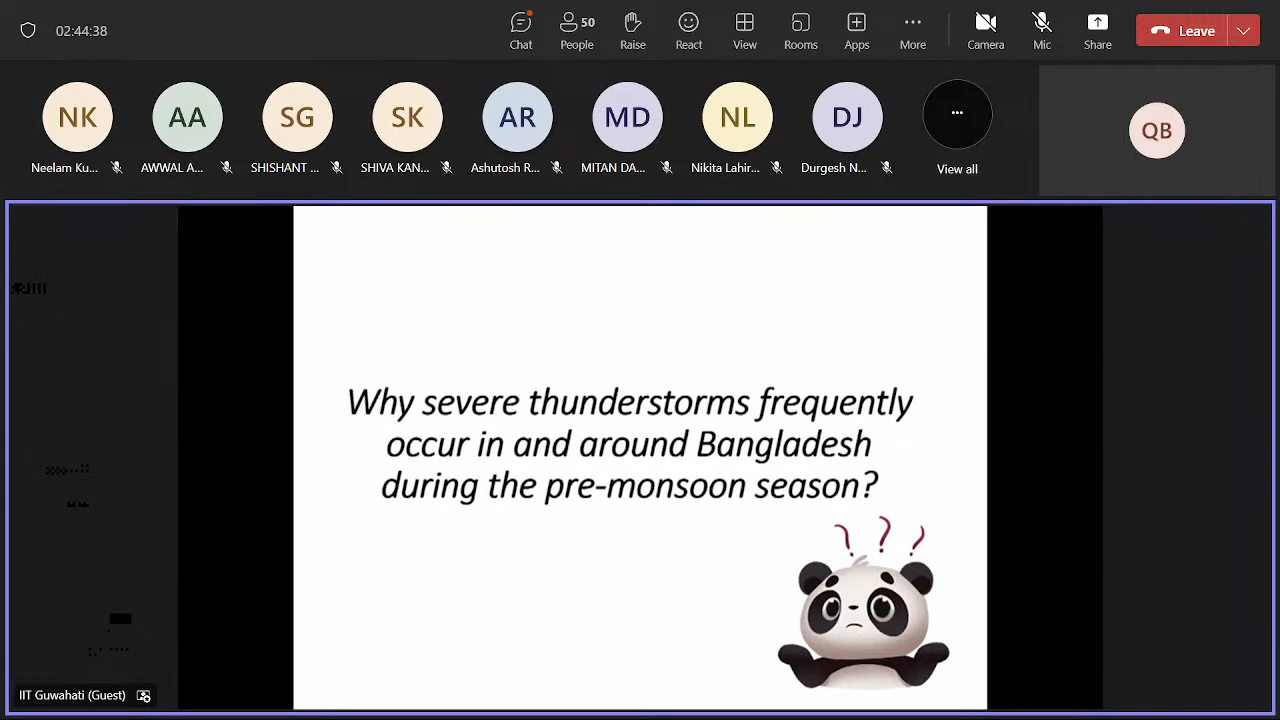 02:44:38
Chat
50
People
Raise
React
View
Rooms
Apps
More
Camera
Mic
Share
Leave
NK
AA
SG
SK
AR
MD
NL
DJ
QB
Neelam Ku...
AWWAL A...
SHISHANT ...
SHIVA KAN...
Ashutosh R...
MITAN DA...
Nikita Lahir...
Durgesh N...
View all
Why severe thunderstorms frequently
occur in and around Bangladesh
during the pre-monsoon season?
? ? ?
IIT Guwahati (Guest)